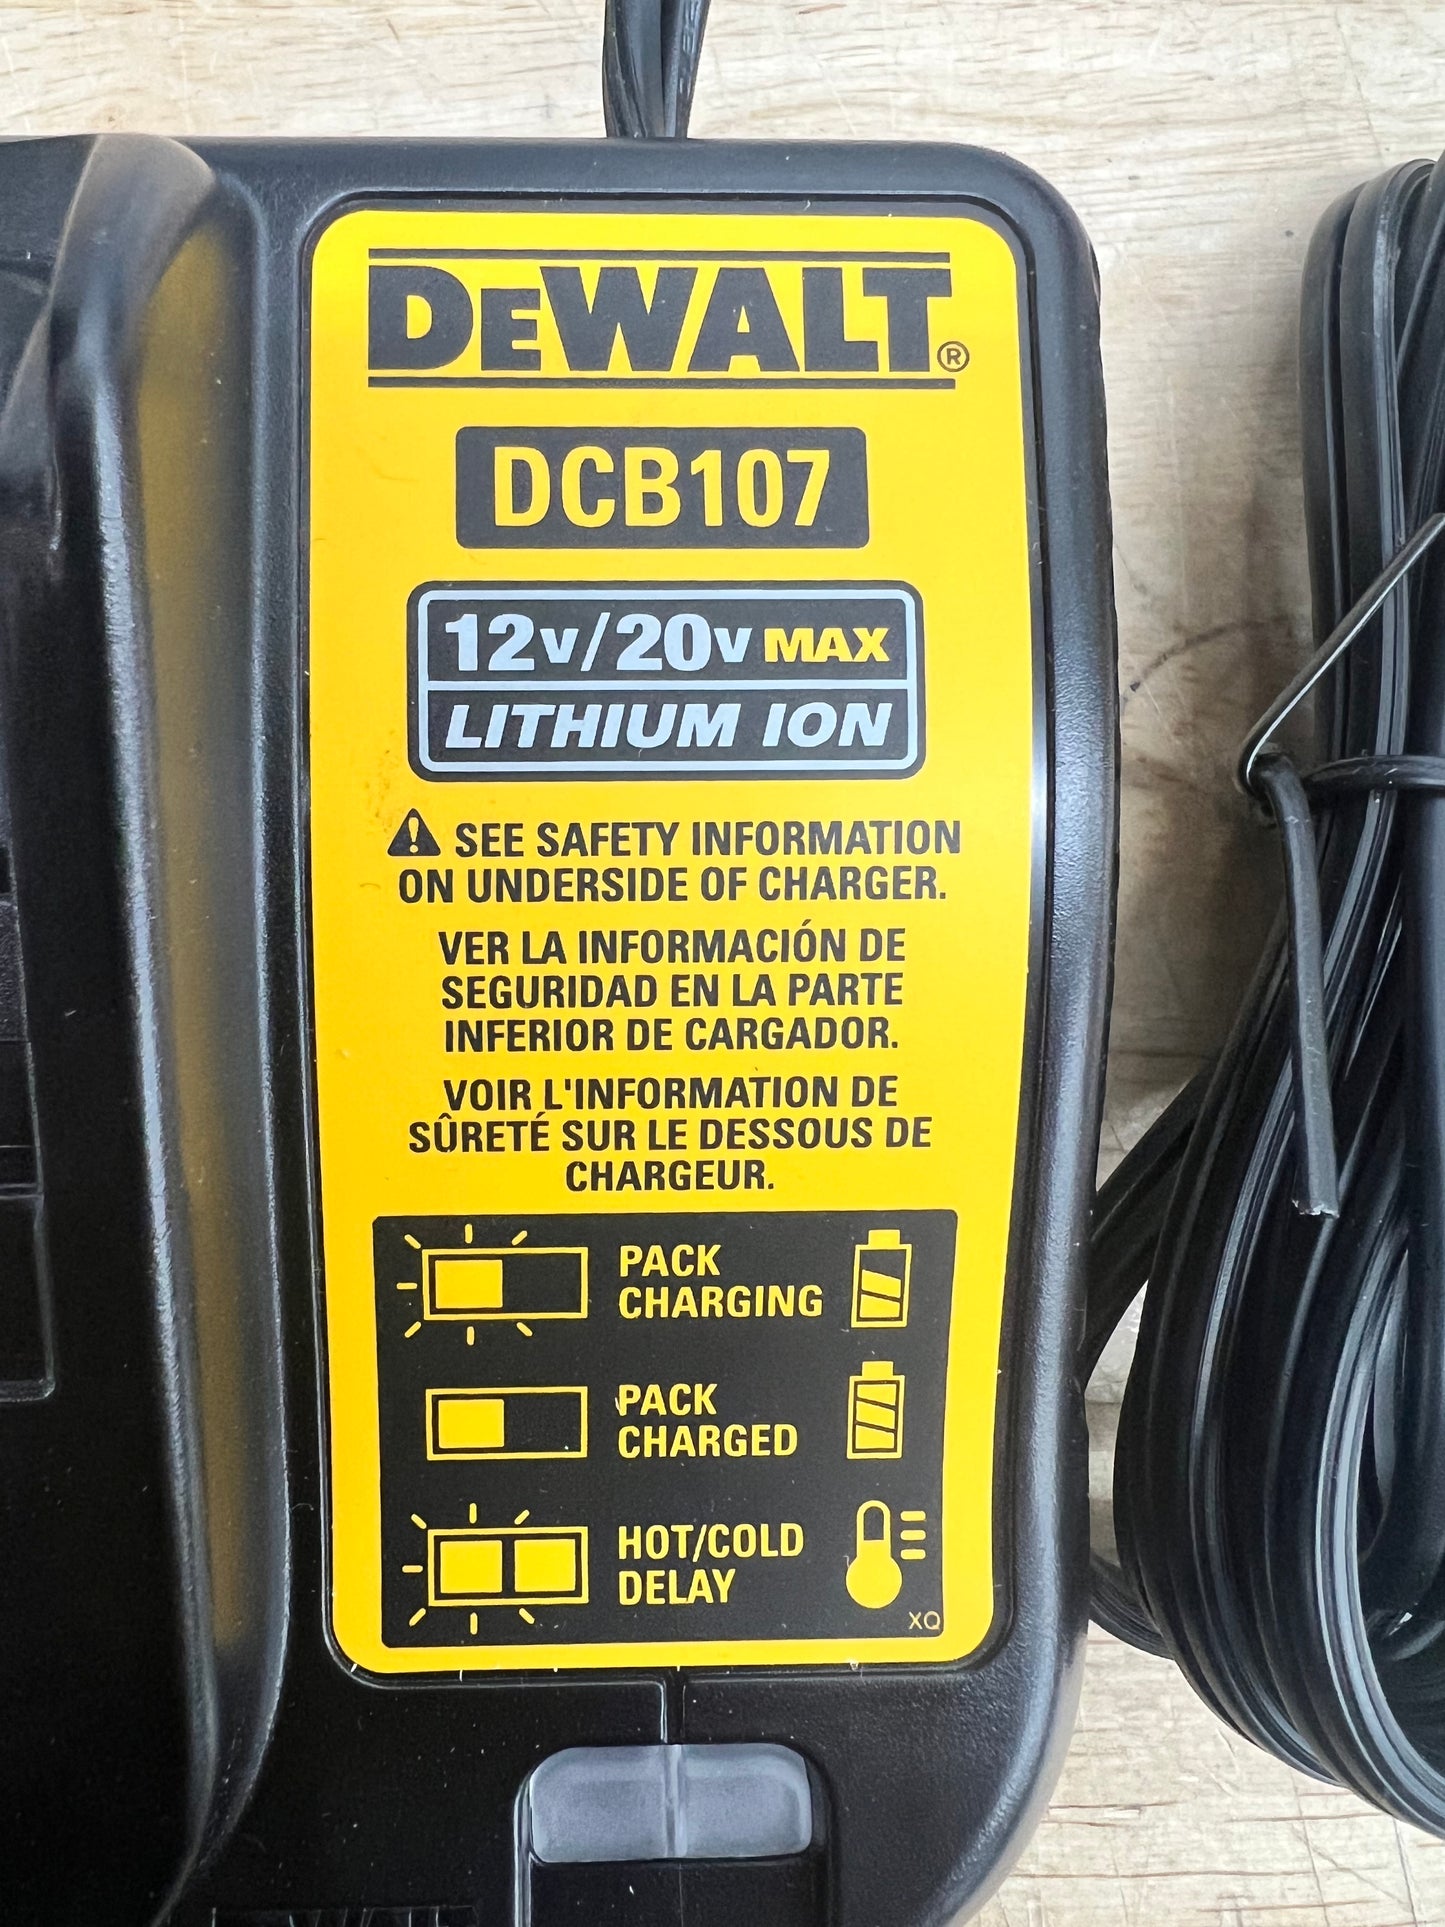 DEWALT®
DCB107
12V/20V MAX
LITHIUM ION
SEE SAFETY INFORMATION
ON UNDERSIDE OF CHARGER.
VER LA INFORMACIÓN DE
SEGURIDAD EN LA PARTE
INFERIOR DE CARGADOR.
VOIR L'INFORMATION DE
SÛRETÉ SUR LE DESSOUS DE
CHARGEUR.
PACK
CHARGING
PACK
CHARGED
HOT/COLD
DELAY
XQ